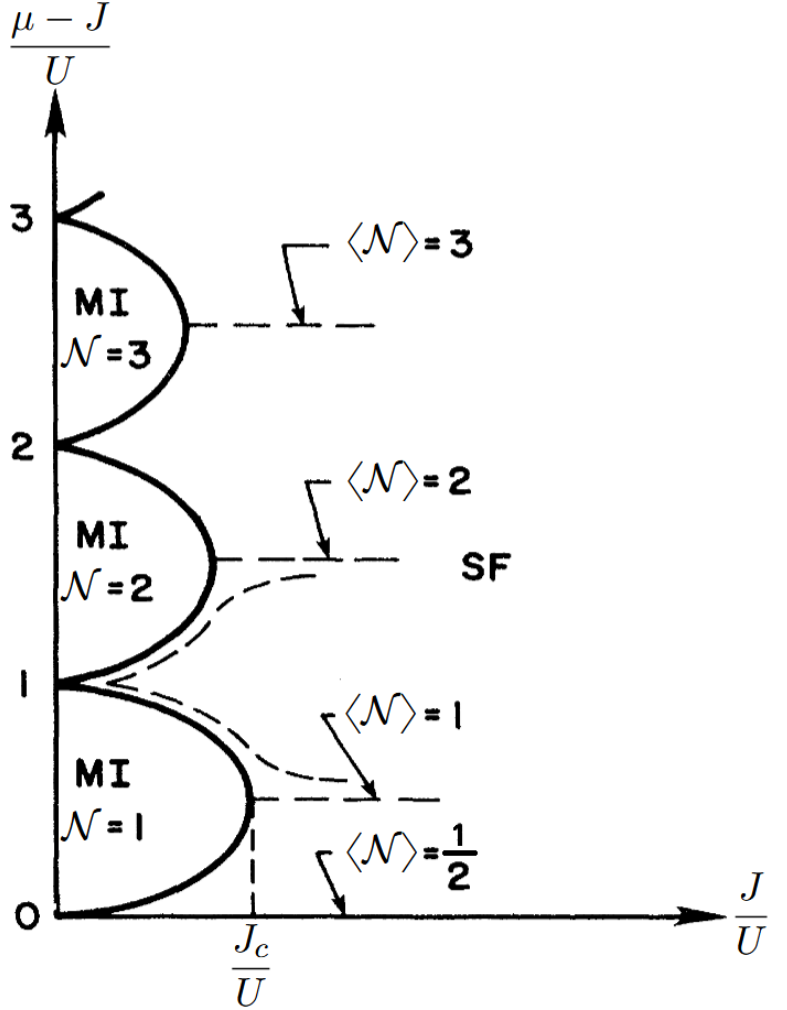 μ − J
U
3
⟨𝒩⟩ = 3
MI
𝒩 = 3
2
⟨𝒩⟩ = 2
MI
𝒩 = 2
SF
1
⟨𝒩⟩ = 1
MI
𝒩 = 1
⟨𝒩⟩ = 1/2
0
J
U
J_c
U